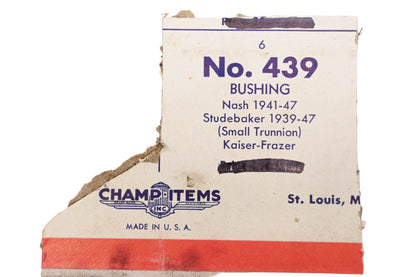 6
No. 439
BUSHING
Nash 1941-47
Studebaker 1939-47
(Small Trunnion)
Kaiser-Frazer
CHAMP ITEMS
INC
MADE IN U. S. A.
St. Louis, M